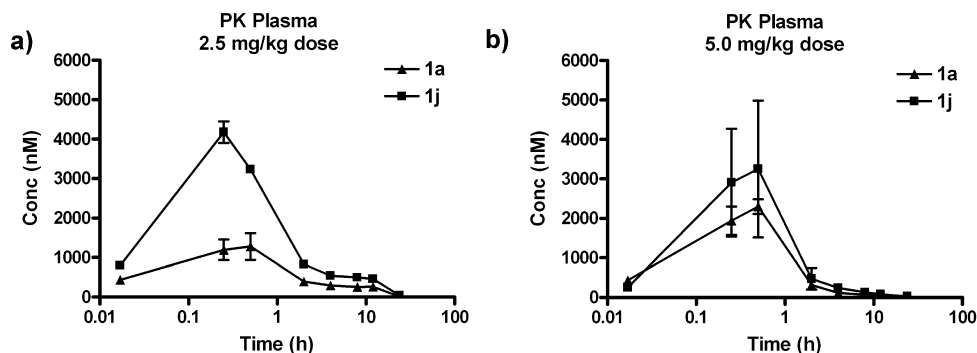 a)
PK Plasma
2.5 mg/kg dose
1a
1j
6000
5000
4000
3000
2000
1000
0
Conc (nM)
0.01
0.1
1
10
100
Time (h)
b)
PK Plasma
5.0 mg/kg dose
1a
1j
6000
5000
4000
3000
2000
1000
0
Conc (nM)
0.01
0.1
1
10
100
Time (h)